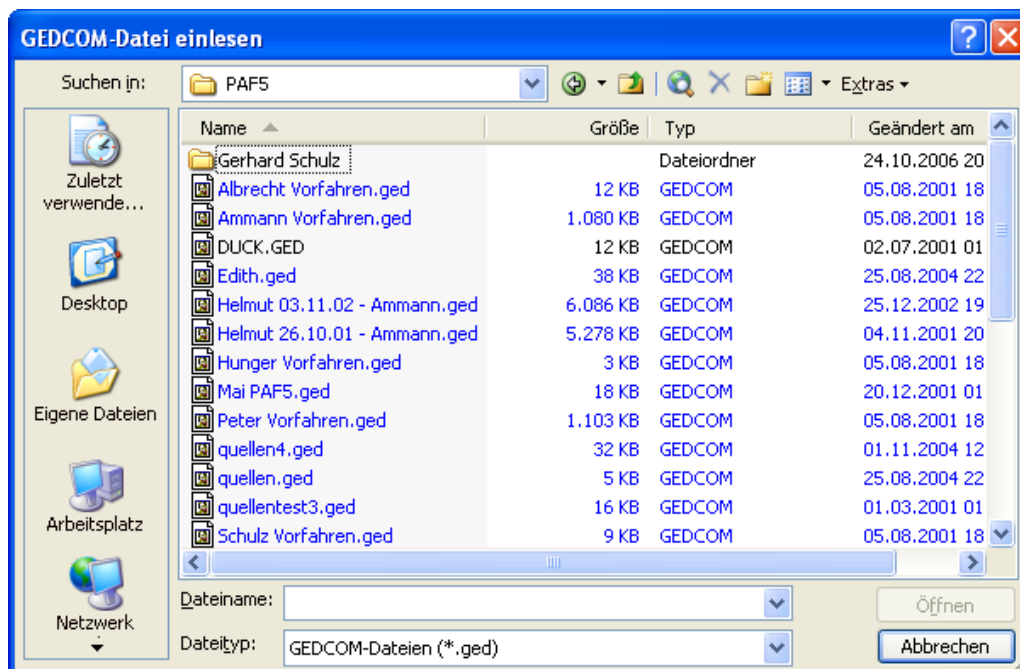 GEDCOM-Datei einlesen
Suchen in: PAF5 Extras
Zuletzt verwende...
Desktop
Eigene Dateien
Arbeitsplatz
Netzwerk
Name Größe Typ Geändert am
Gerhard Schulz Dateiordner 24.10.2006 20
Albrecht Vorfahren.ged 12 KB GEDCOM 05.08.2001 18
Ammann Vorfahren.ged 1.080 KB GEDCOM 05.08.2001 18
DUCK.GED 12 KB GEDCOM 02.07.2001 01
Edith.ged 38 KB GEDCOM 25.08.2004 22
Helmut 03.11.02 - Ammann.ged 6.086 KB GEDCOM 25.12.2002 19
Helmut 26.10.01 - Ammann.ged 5.278 KB GEDCOM 04.11.2001 20
Hunger Vorfahren.ged 3 KB GEDCOM 05.08.2001 18
Mai PAF5.ged 18 KB GEDCOM 20.12.2001 01
Peter Vorfahren.ged 1.103 KB GEDCOM 05.08.2001 18
quellen4.ged 32 KB GEDCOM 01.11.2004 12
quellen.ged 5 KB GEDCOM 25.08.2004 22
quellentest3.ged 16 KB GEDCOM 01.03.2001 01
Schulz Vorfahren.ged 9 KB GEDCOM 05.08.2001 18
Dateiname: Öffnen
Dateityp: GEDCOM-Dateien (*.ged) Abbrechen